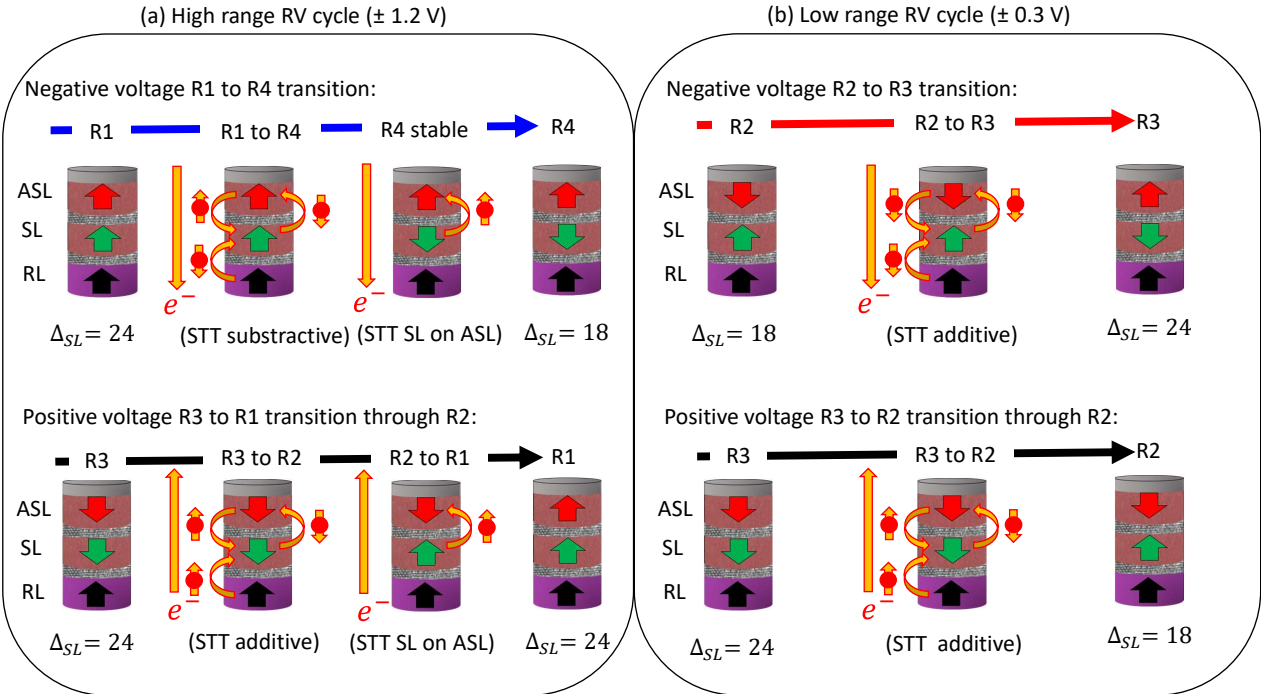 (a) High range RV cycle (± 1.2 V)
Negative voltage R1 to R4 transition:
R1 R1 to R4 R4 stable R4
ASL
SL
RL
e⁻ e⁻
Δ_SL = 24 (STT substractive) (STT SL on ASL) Δ_SL = 18
Positive voltage R3 to R1 transition through R2:
R3 R3 to R2 R2 to R1 R1
ASL
SL
RL
e⁻ e⁻
Δ_SL = 24 (STT additive) (STT SL on ASL) Δ_SL = 24
(b) Low range RV cycle (± 0.3 V)
Negative voltage R2 to R3 transition:
R2 R2 to R3 R3
ASL
SL
RL
e⁻
Δ_SL = 18 (STT additive) Δ_SL = 24
Positive voltage R3 to R2 transition through R2:
R3 R3 to R2 R2
ASL
SL
RL
e⁻
Δ_SL = 24 (STT additive) Δ_SL = 18